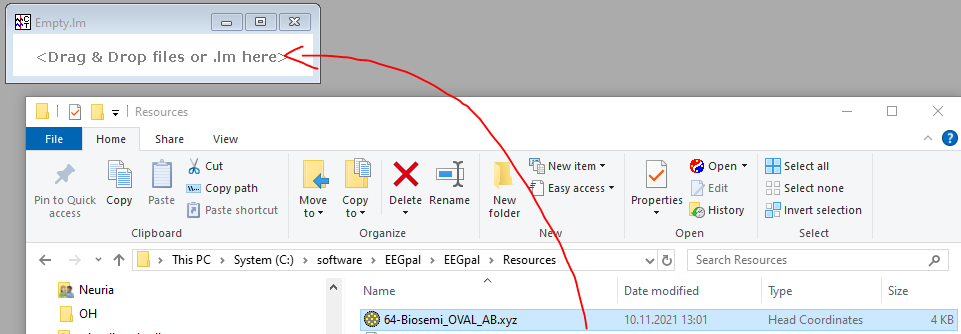 Empty.lm
<Drag & Drop files or .lm here>
Resources
File Home Share View
Pin to Quick access
Copy
Paste
Cut
Copy path
Paste shortcut
Clipboard
Move to
Copy to
Delete
Rename
Organize
New folder
New item
Easy access
New
Properties
Open
Edit
History
Open
Select all
Select none
Invert selection
Select
This PC > System (C:) > software > EEGpal > EEGpal > Resources
Search Resources
Neuria
OH
Name Date modified Type Size
64-Biosemi_OVAL_AB.xyz 10.11.2021 13:01 Head Coordinates 4 KB